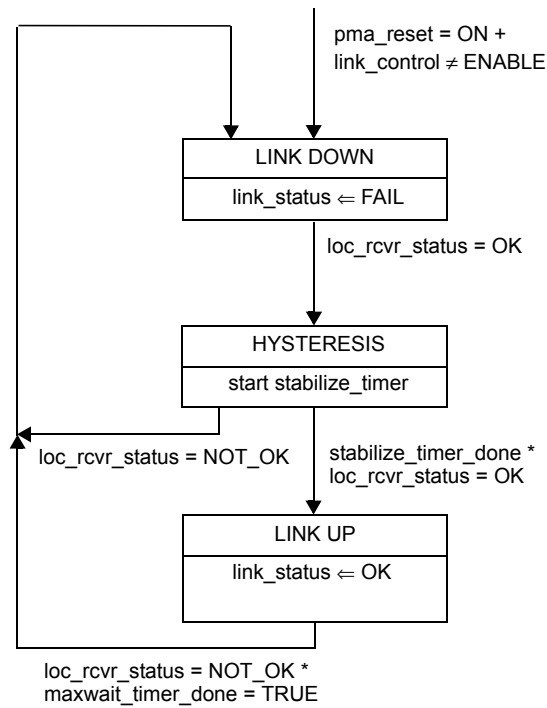 pma_reset = ON +
link_control ≠ ENABLE
LINK DOWN
link_status ⇐ FAIL
loc_rcvr_status = OK
HYSTERESIS
start stabilize_timer
loc_rcvr_status = NOT_OK
stabilize_timer_done *
loc_rcvr_status = OK
LINK UP
link_status ⇐ OK
loc_rcvr_status = NOT_OK *
maxwait_timer_done = TRUE